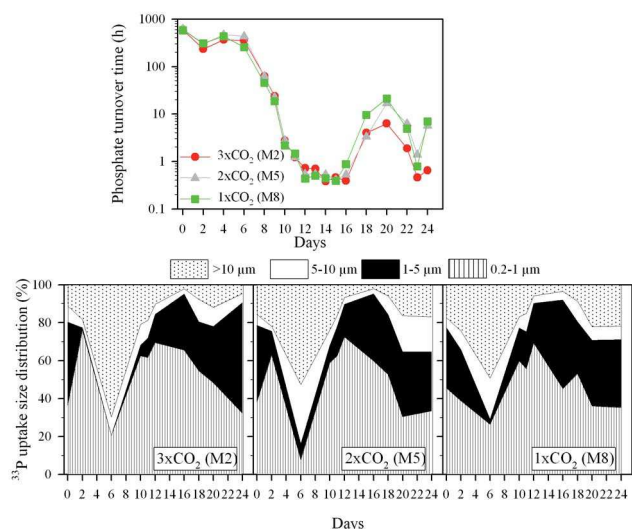 1000
100
10
1
0.1
Phosphate turnover time (h)
3xCO₂ (M2)
2xCO₂ (M5)
1xCO₂ (M8)
0 2 4 6 8 10 12 14 16 18 20 22 24
Days
>10 μm 5-10 μm 1-5 μm 0.2-1 μm
100
80
60
40
20
0
³³P uptake size distribution (%)
3xCO₂ (M2) 2xCO₂ (M5) 1xCO₂ (M8)
0 2 4 6 8 10 11 12 14 16 18 20 22 24 0 2 4 6 8 10 11 12 14 16 18 20 22 24 0 2 4 6 8 10 11 12 14 16 18 20 22 24
Days